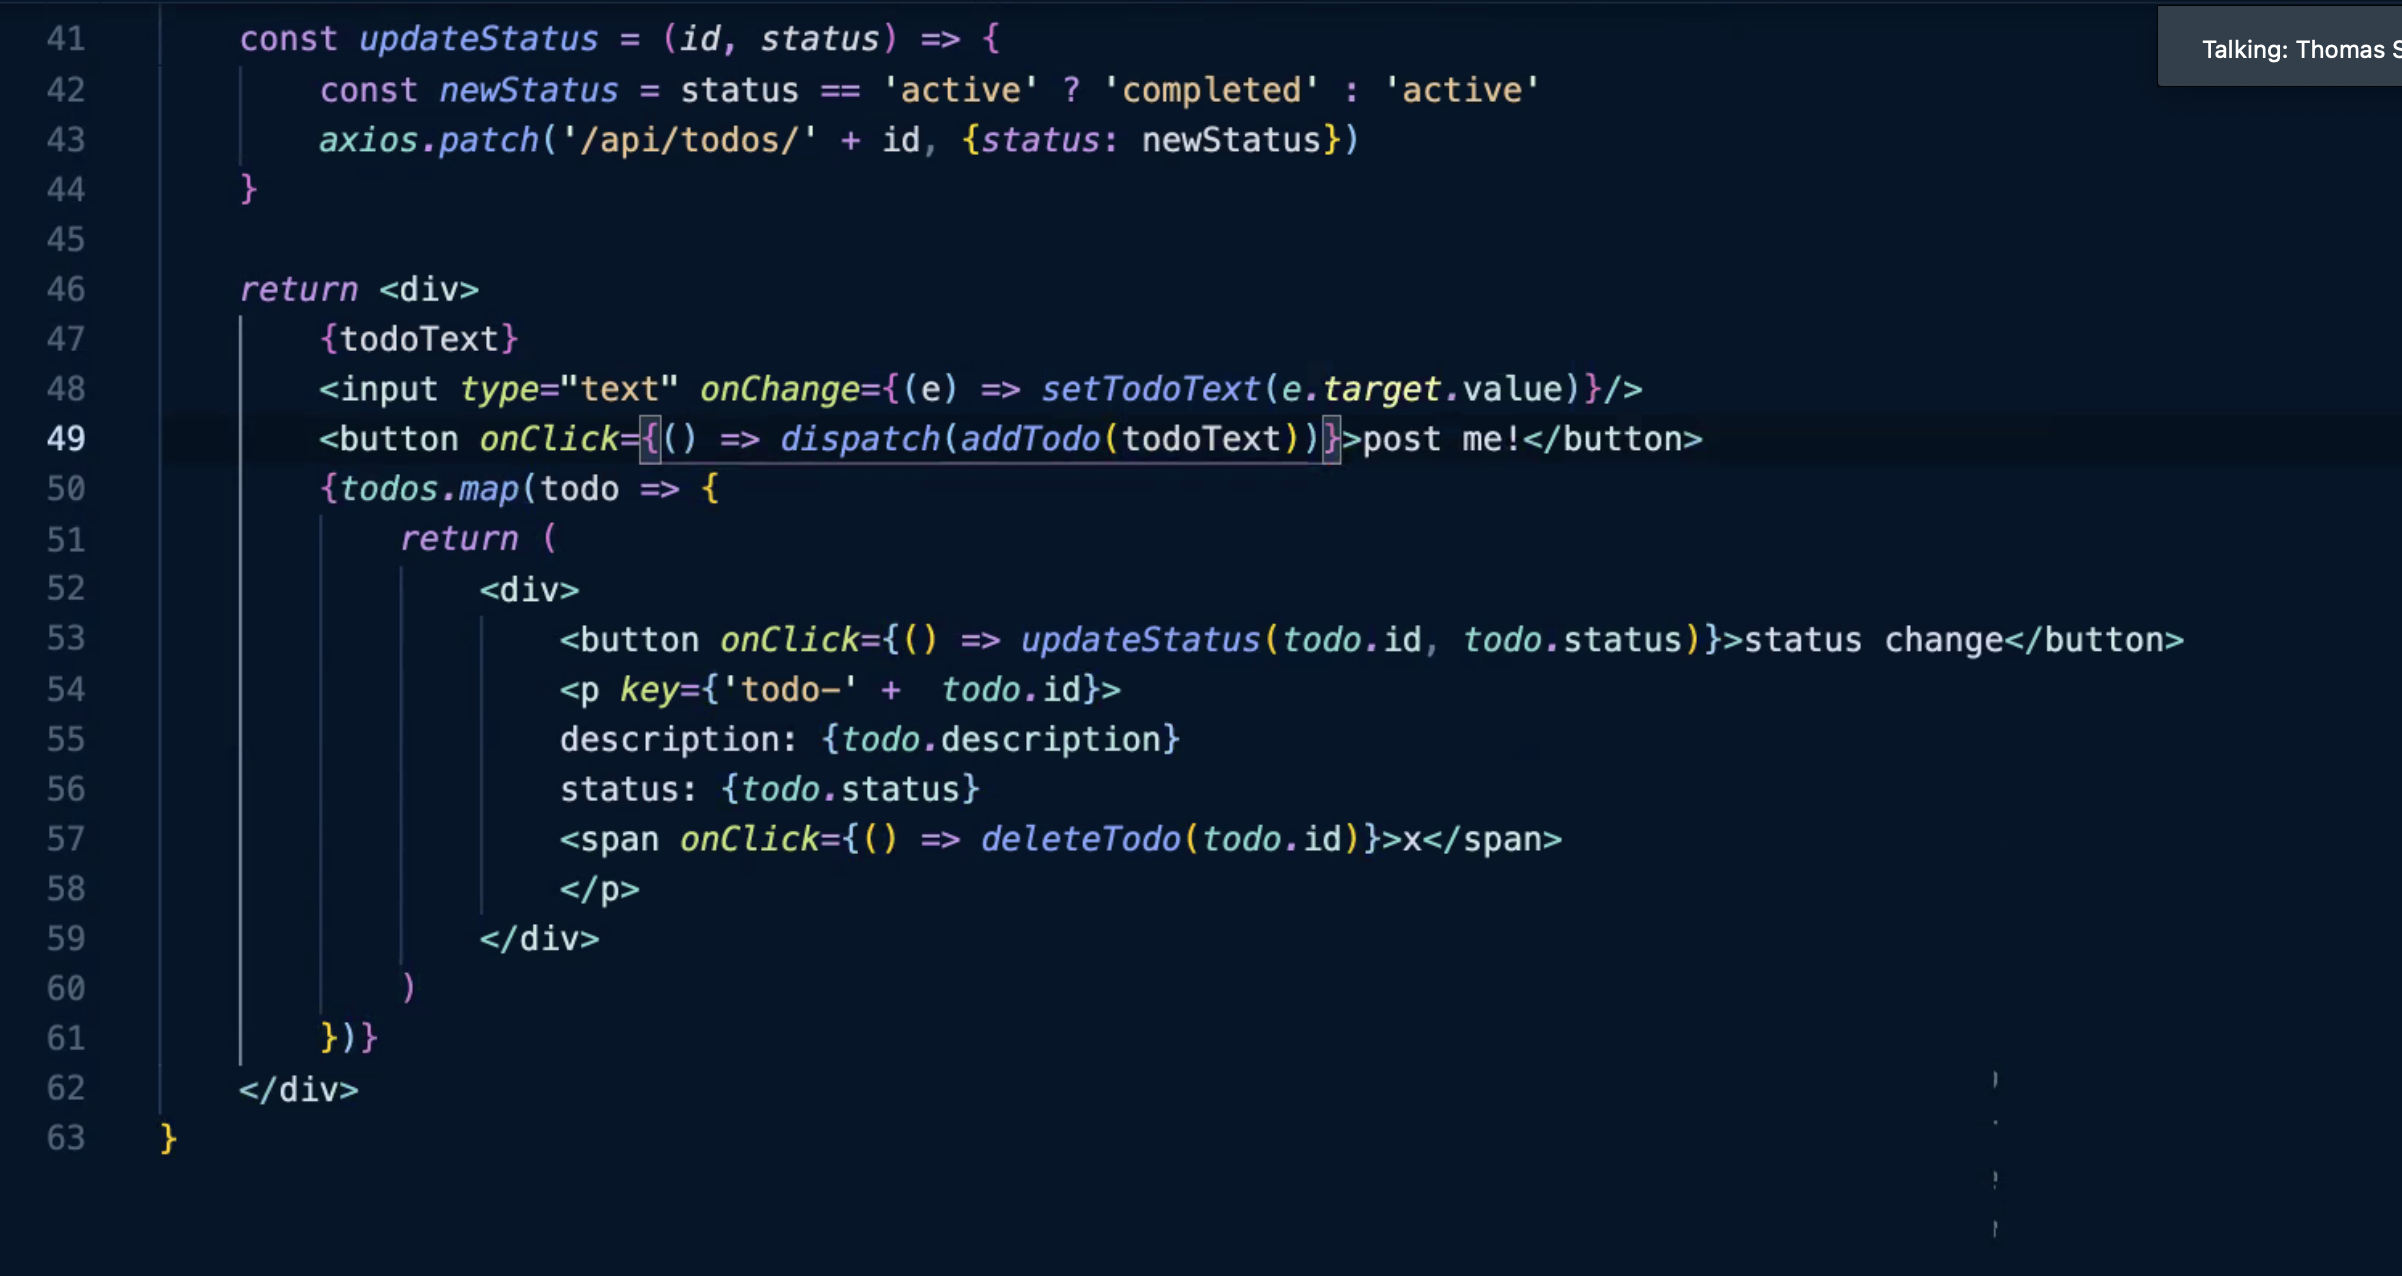 41 const updateStatus = (id, status) => {
42 const newStatus = status == 'active' ? 'completed' : 'active'
43 axios.patch('/api/todos/' + id, {status: newStatus})
44 }
45
46 return <div>
47 {todoText}
48 <input type="text" onChange={(e) => setTodoText(e.target.value)}/>
49 <button onClick={() => dispatch(addTodo(todoText))}>post me!</button>
50 {todos.map(todo => {
51 return (
52 <div>
53 <button onClick={() => updateStatus(todo.id, todo.status)}>status change</button>
54 <p key={'todo-' +  todo.id}>
55 description: {todo.description}
56 status: {todo.status}
57 <span onClick={() => deleteTodo(todo.id)}>x</span>
58 </p>
59 </div>
60 )
61 })}
62 </div>
63 }
Talking: Thomas S